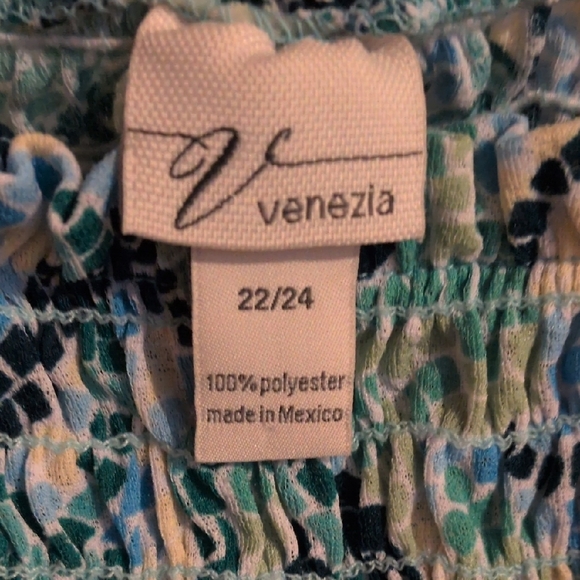 V
venezia
22/24
100% polyester
made in Mexico